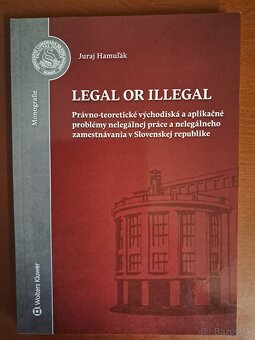 Juraj Hamuľák
LEGAL OR ILLEGAL
Právno-teoretické východiská a aplikačné
problémy nelegálnej práce a nelegálneho
zamestnávania v Slovenskej republike
Monografie
Wolters Kluwer